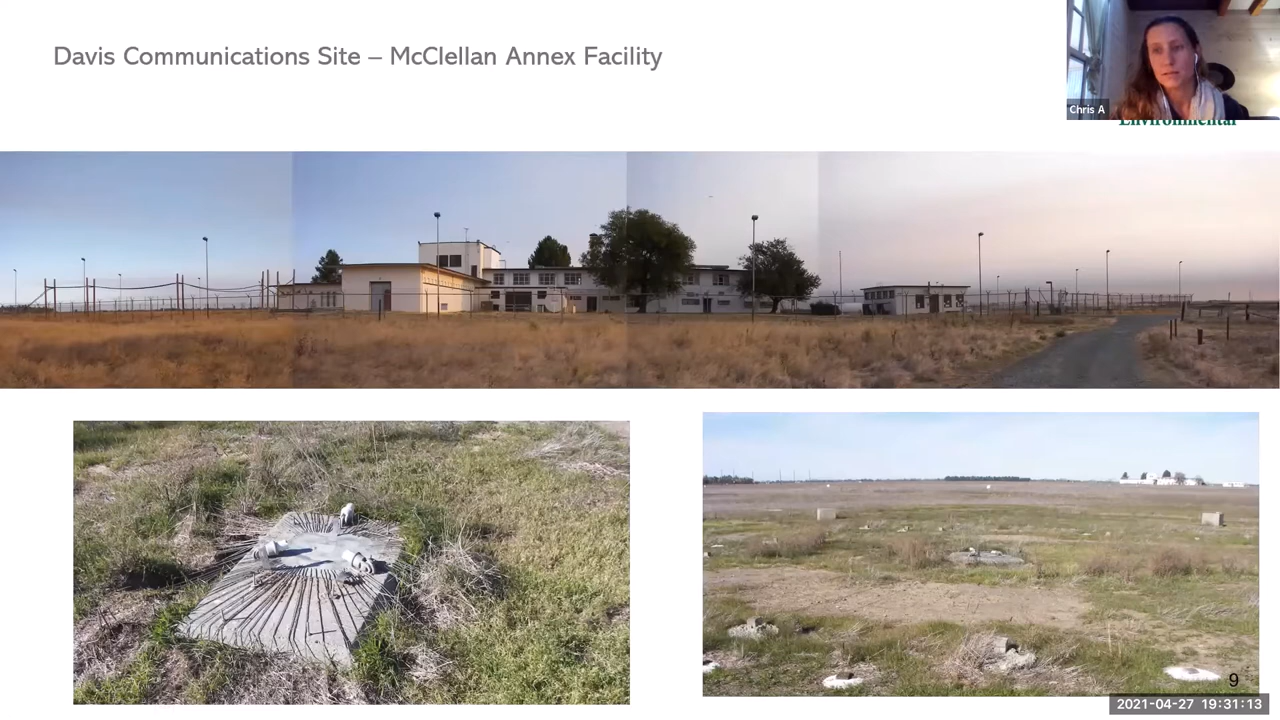 Davis Communications Site – McClellan Annex Facility
Chris A
Environmental
9
2021-04-27 19:31:13